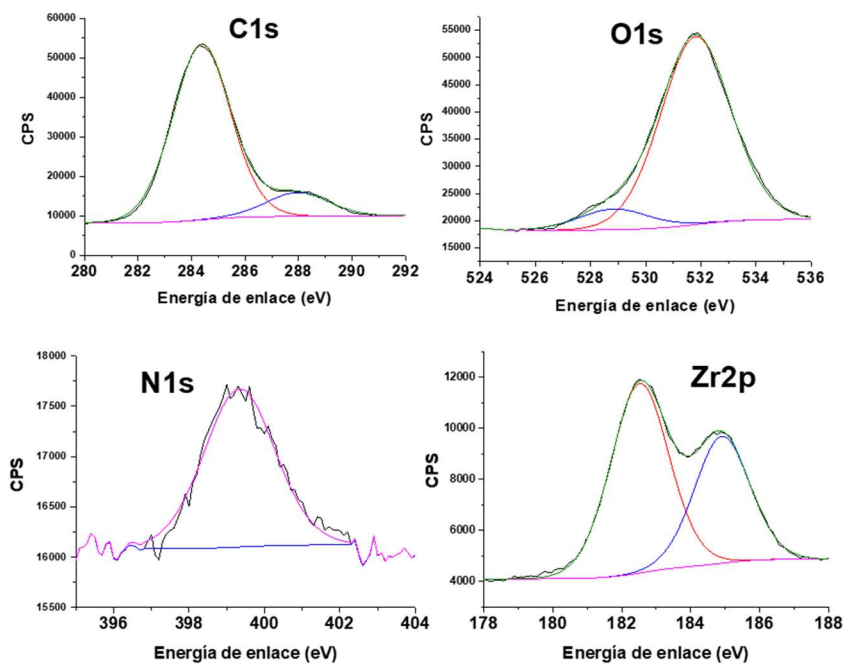 C1s
60000
50000
40000
30000
20000
10000
0
CPS
280 282 284 286 288 290 292
Energía de enlace (eV)
O1s
55000
50000
45000
40000
35000
30000
25000
20000
15000
CPS
524 526 528 530 532 534 536
Energía de enlace (eV)
N1s
18000
17500
17000
16500
16000
15500
CPS
396 398 400 402 404
Energía de enlace (eV)
Zr2p
12000
10000
8000
6000
4000
CPS
178 180 182 184 186 188
Energía de enlace (eV)